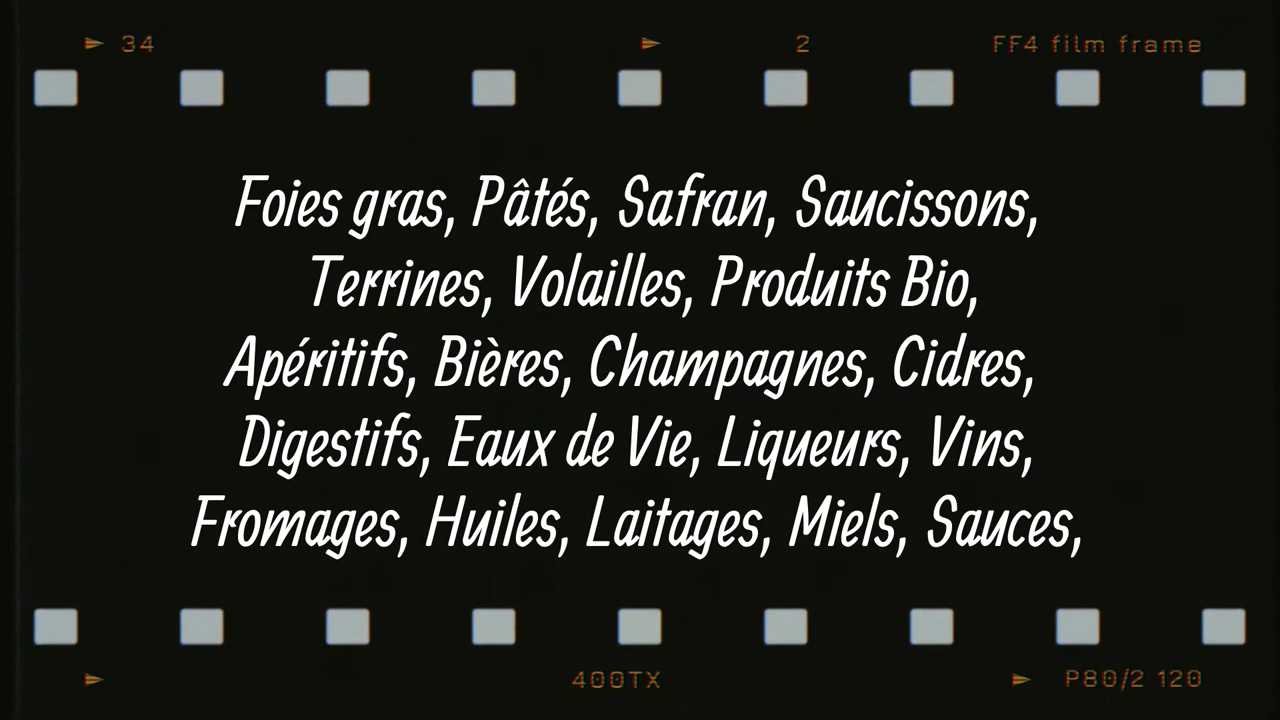 34 2 FF4 film frame
Foies gras, Pâtés, Safran, Saucissons,
Terrines, Volailles, Produits Bio,
Apéritifs, Bières, Champagnes, Cidres,
Digestifs, Eaux de Vie, Liqueurs, Vins,
Fromages, Huiles, Laitages, Miels, Sauces,
400TX P80/2 120